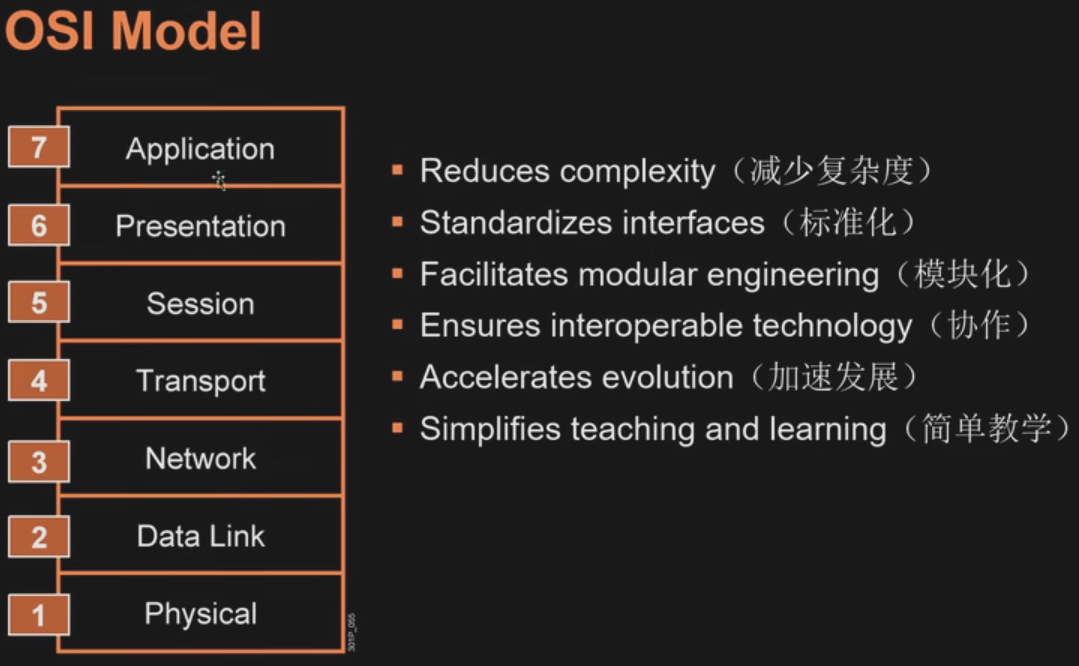 OSI Model
7 Application
6 Presentation
5 Session
4 Transport
3 Network
2 Data Link
1 Physical
301P_055
▪ Reduces complexity（减少复杂度）
▪ Standardizes interfaces（标准化）
▪ Facilitates modular engineering（模块化）
▪ Ensures interoperable technology（协作）
▪ Accelerates evolution（加速发展）
▪ Simplifies teaching and learning（简单教学）